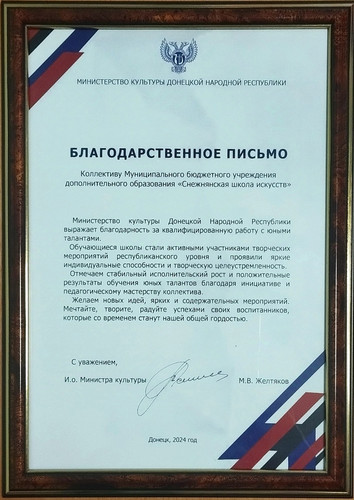 МИНИСТЕРСТВО КУЛЬТУРЫ ДОНЕЦКОЙ НАРОДНОЙ РЕСПУБЛИКИ
БЛАГОДАРСТВЕННОЕ ПИСЬМО
Коллективу Муниципального бюджетного учреждения
дополнительного образования «Снежнянская школа искусств»
Министерство культуры Донецкой Народной Республики
выражает благодарность за квалифицированную работу с юными
талантами.
Обучающиеся школы стали активными участниками творческих
мероприятий республиканского уровня и проявили яркие
индивидуальные способности и творческую целеустремленность.
Отмечаем стабильный исполнительский рост и положительные
результаты обучения юных талантов благодаря инициативе и
педагогическому мастерству коллектива.
Желаем новых идей, ярких и содержательных мероприятий.
Мечтайте, творите, радуйте успехами своих воспитанников,
которые со временем станут нашей общей гордостью.
С уважением,
И.о. Министра культуры М.В. Желтяков
Донецк, 2024 год